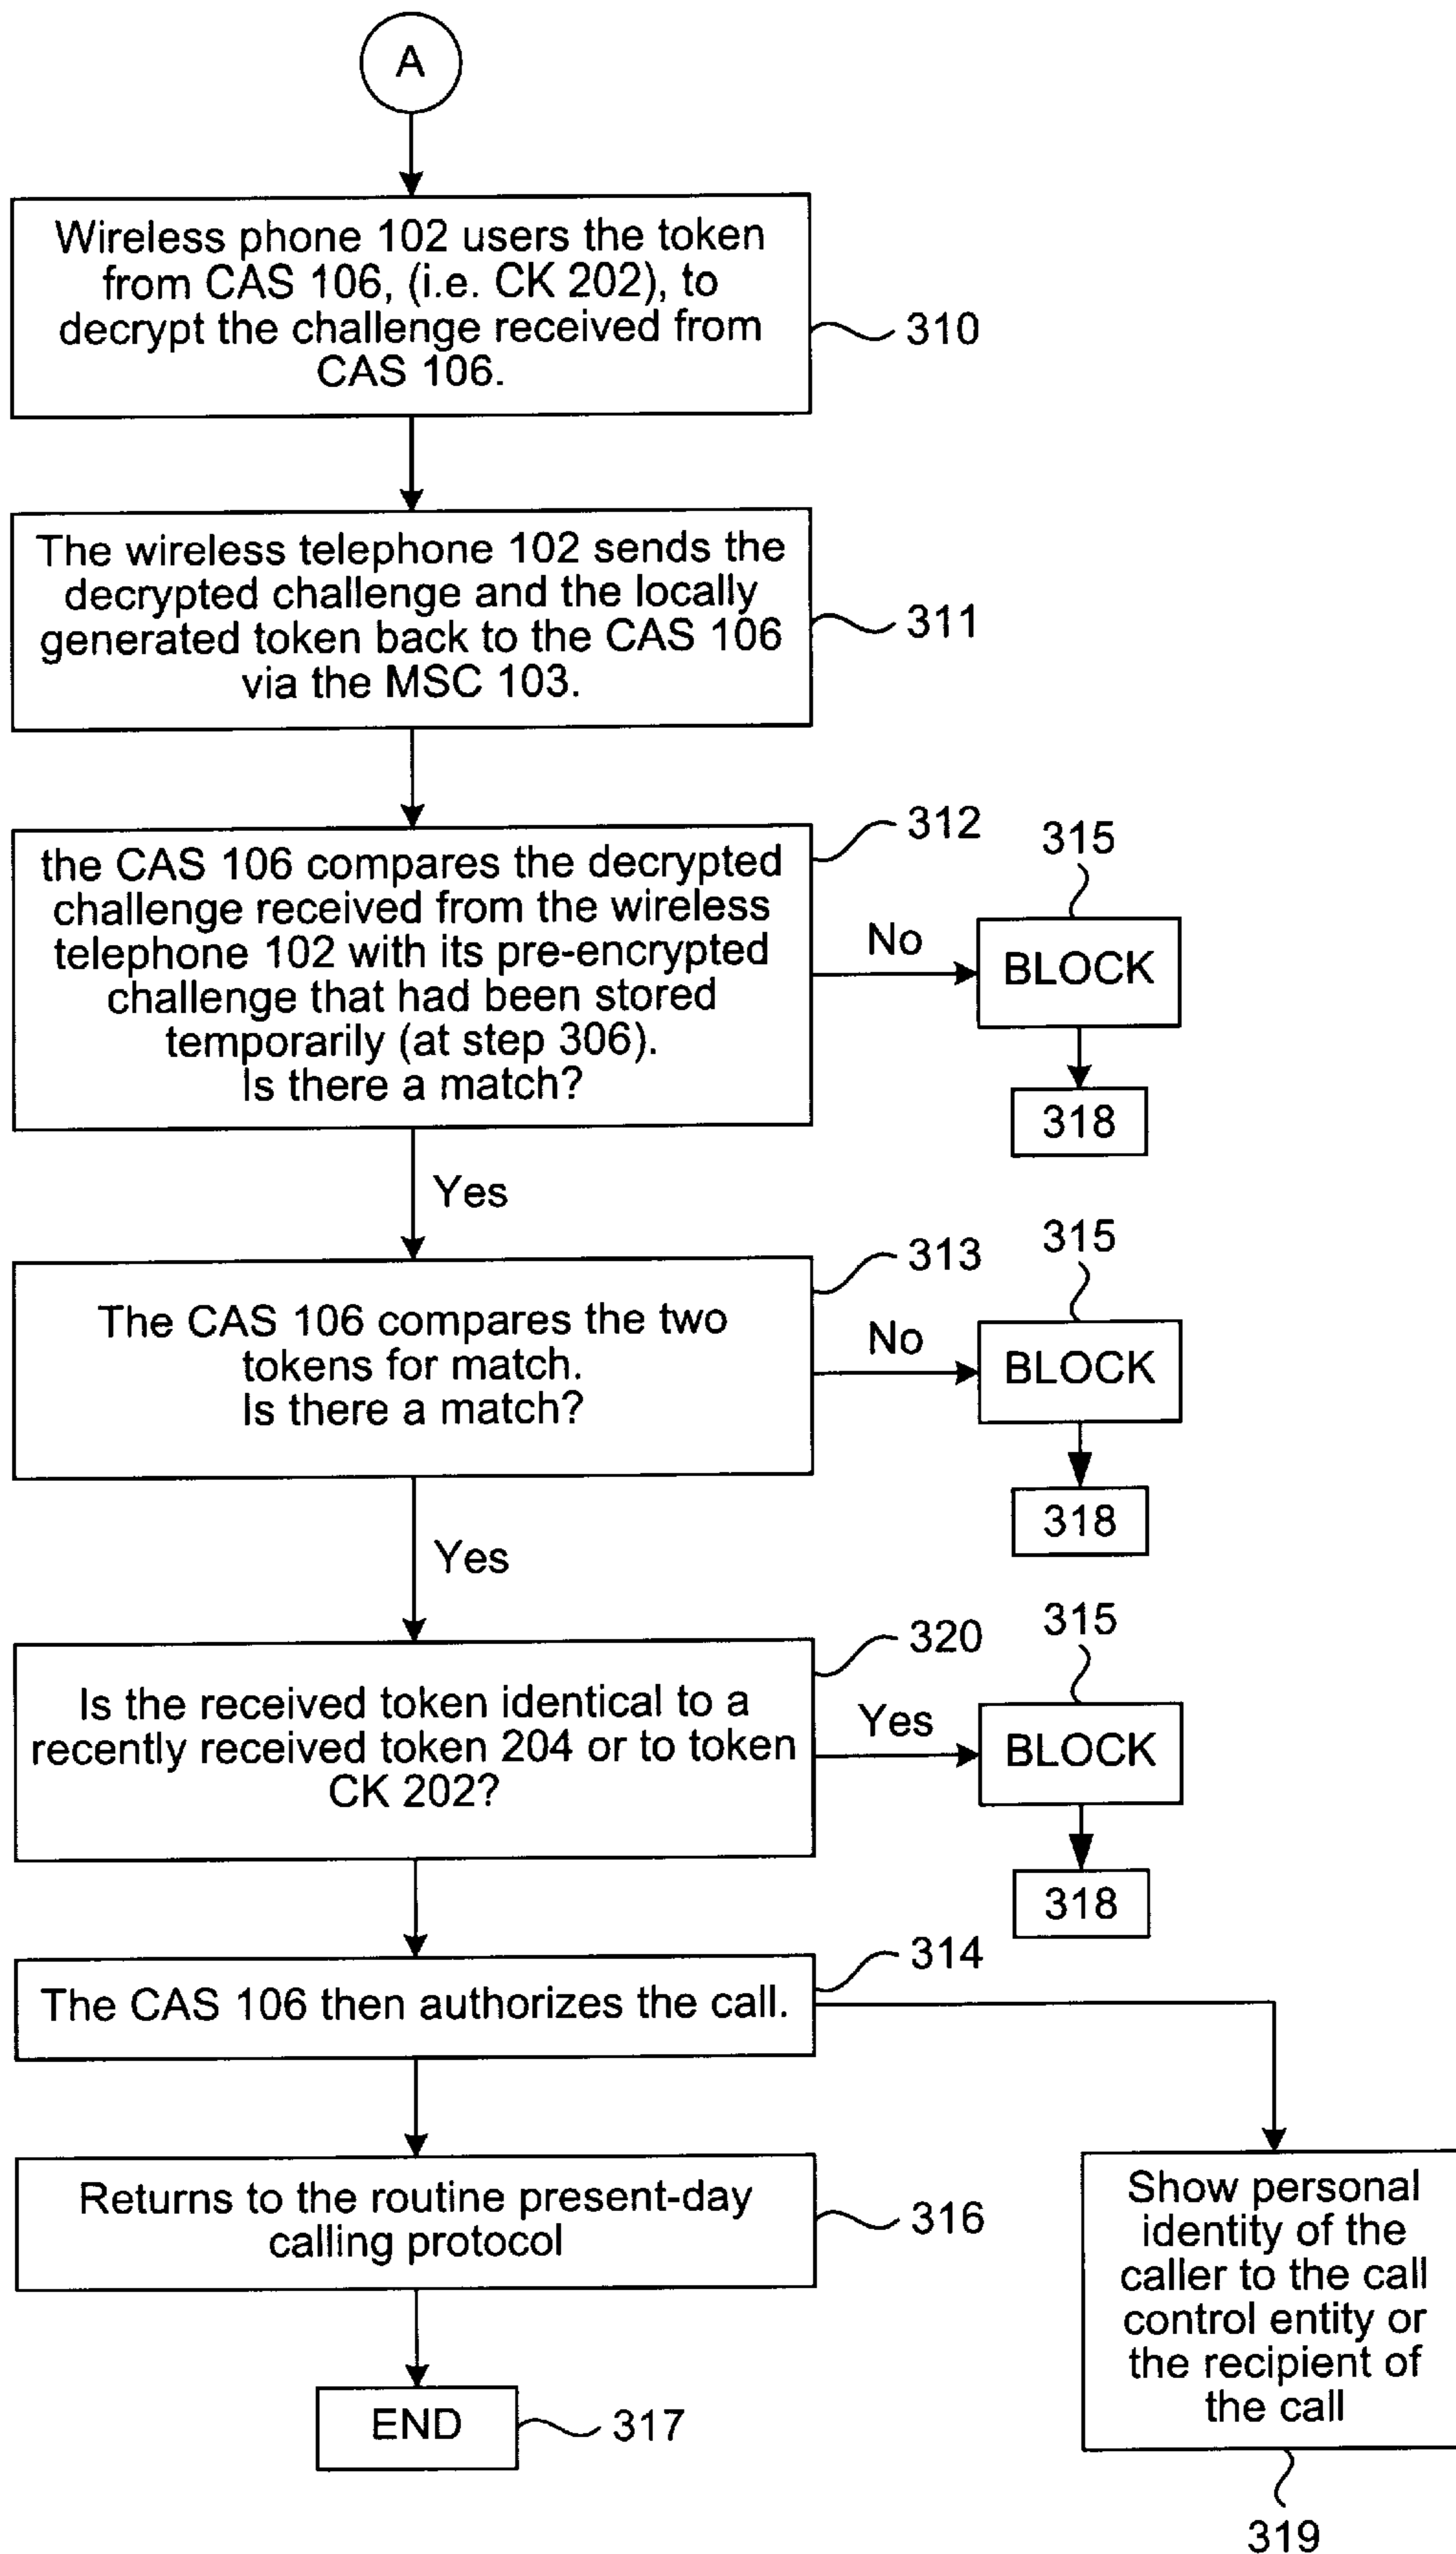 A
Wireless phone 102 users the token
from CAS 106, (i.e. CK 202), to
decrypt the challenge received from
CAS 106.
310
The wireless telephone 102 sends the
decrypted challenge and the locally
generated token back to the CAS 106
via the MSC 103.
311
the CAS 106 compares the decrypted
challenge received from the wireless
telephone 102 with its pre-encrypted
challenge that had been stored
temporarily (at step 306).
Is there a match?
312
No
315
BLOCK
318
Yes
The CAS 106 compares the two
tokens for match.
Is there a match?
313
No
315
BLOCK
318
Yes
Is the received token identical to a
recently received token 204 or to token
CK 202?
320
Yes
315
BLOCK
318
The CAS 106 then authorizes the call.
314
Returns to the routine present-day
calling protocol
316
Show personal
identity of the
caller to the call
control entity or
the recipient of
the call
319
END
317